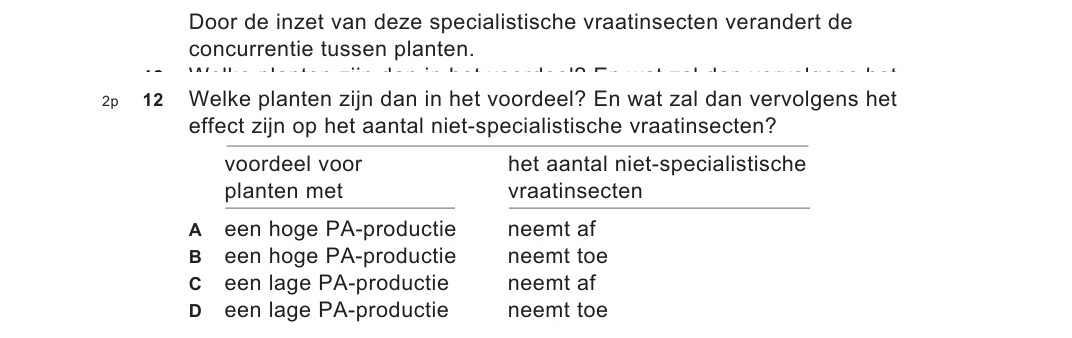 Door de inzet van deze specialistische vraatinsecten verandert de
concurrentie tussen planten.
2p 12 Welke planten zijn dan in het voordeel? En wat zal dan vervolgens het
effect zijn op het aantal niet-specialistische vraatinsecten?
voordeel voor het aantal niet-specialistische
planten met vraatinsecten
A een hoge PA-productie neemt af
B een hoge PA-productie neemt toe
C een lage PA-productie neemt af
D een lage PA-productie neemt toe